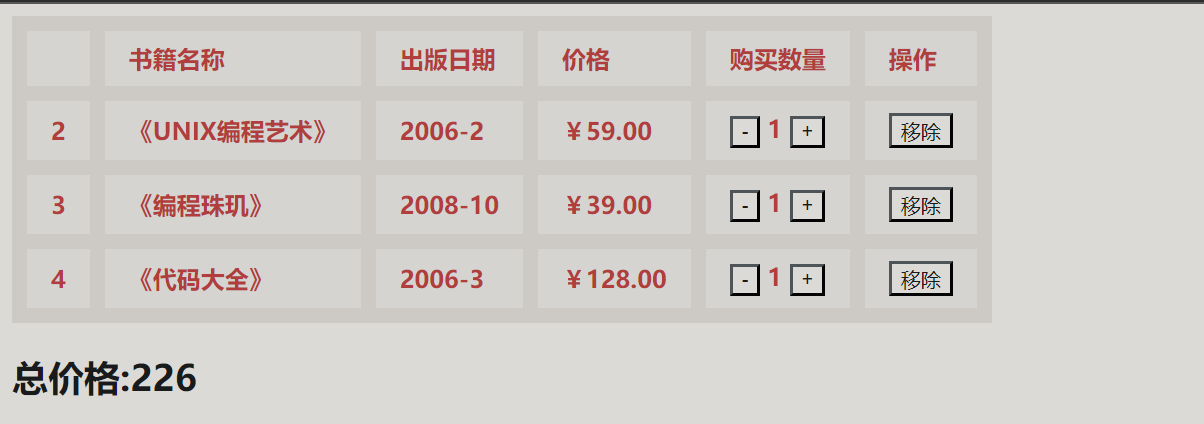 书籍名称 出版日期 价格 购买数量 操作
2 《UNIX编程艺术》 2006-2 ￥59.00 - 1 + 移除
3 《编程珠玑》 2008-10 ￥39.00 - 1 + 移除
4 《代码大全》 2006-3 ￥128.00 - 1 + 移除
总价格:226